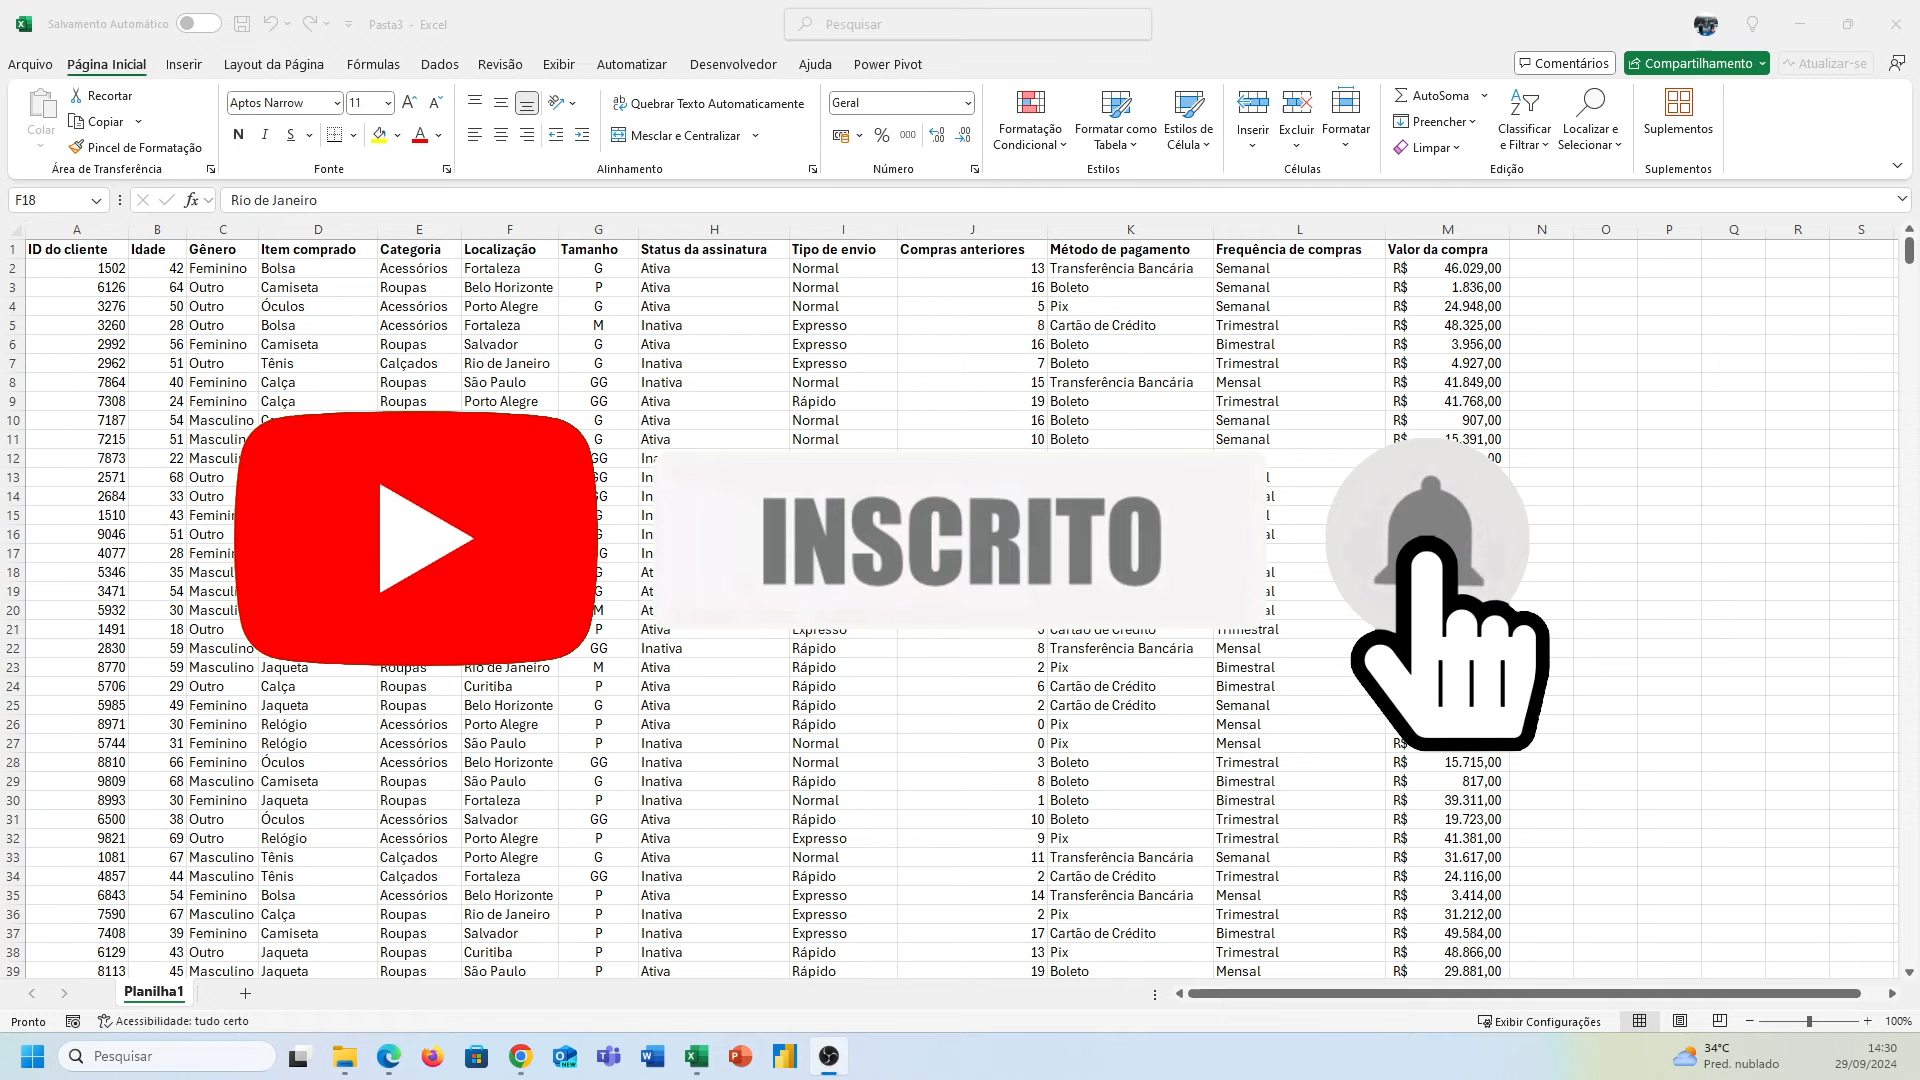 Salvamento Automático
Pasta3 - Excel
Pesquisar
Arquivo Página Inicial Inserir Layout da Página Fórmulas Dados Revisão Exibir Automatizar Desenvolvedor Ajuda Power Pivot
Comentários Compartilhamento Atualizar-se
Colar
Recortar
Copiar
Pincel de Formatação
Área de Transferência
Aptos Narrow 11
N I S
Fonte
Quebrar Texto Automaticamente
Mesclar e Centralizar
Alinhamento
Geral
% 000
Número
Formatação Condicional
Formatar como Tabela
Estilos de Célula
Estilos
Inserir Excluir Formatar
Células
AutoSoma
Preencher
Limpar
Classificar e Filtrar
Localizar e Selecionar
Edição
Suplementos
Suplementos
F18 fx Rio de Janeiro
A B C D E F G H I J K L M N O P Q R S
1 ID do cliente Idade Gênero Item comprado Categoria Localização Tamanho Status da assinatura Tipo de envio Compras anteriores Método de pagamento Frequência de compras Valor da compra
2 1502 42 Feminino Bolsa Acessórios Fortaleza G Ativa Normal 13 Transferência Bancária Semanal R$ 46.029,00
3 6126 64 Outro Camiseta Roupas Belo Horizonte P Ativa Normal 16 Boleto Semanal R$ 1.836,00
4 3276 50 Outro Óculos Acessórios Porto Alegre G Ativa Normal 5 Pix Semanal R$ 24.948,00
5 3260 28 Outro Bolsa Acessórios Fortaleza M Inativa Expresso 8 Cartão de Crédito Trimestral R$ 48.325,00
6 2992 56 Feminino Camiseta Roupas Salvador G Ativa Expresso 16 Boleto Bimestral R$ 3.956,00
7 2962 51 Outro Tênis Calçados Rio de Janeiro G Inativa Expresso 7 Boleto Trimestral R$ 4.927,00
8 7864 40 Feminino Calça Roupas São Paulo GG Inativa Normal 15 Transferência Bancária Mensal R$ 41.849,00
9 7308 24 Feminino Calça Roupas Porto Alegre GG Ativa Rápido 19 Boleto Trimestral R$ 41.768,00
10 7187 54 Masculino G Ativa Normal 16 Boleto Semanal R$ 907,00
11 7215 51 G Ativa Normal 10 Boleto Semanal R$ 15.391,00
12 7873 22
13 2571 68 Outro
14 2684 33 Outro
15 1510 43
16 9046 51 Outro
17 4077 28
18 5346 35
19 3471 54
20 5932 30 M
21 1491 18 Outro P Ativa Expresso Cartão de Crédito Trimestral
22 2830 59 Masculino GG Inativa Rápido 8 Transferência Bancária Mensal
23 8770 59 Masculino Jaqueta Roupas Rio de Janeiro M Ativa Rápido 2 Pix Bimestral
24 5706 29 Outro Calça Roupas Curitiba P Ativa Rápido 6 Cartão de Crédito Bimestral
25 5985 49 Feminino Jaqueta Roupas Belo Horizonte G Ativa Rápido 2 Cartão de Crédito Semanal
26 8971 30 Feminino Relógio Acessórios Porto Alegre P Ativa Rápido 0 Pix Mensal
27 5744 31 Feminino Relógio Acessórios São Paulo P Inativa Normal 0 Pix Mensal R$
28 8810 66 Feminino Óculos Acessórios Belo Horizonte GG Inativa Normal 3 Boleto Trimestral R$ 15.715,00
29 9809 68 Masculino Camiseta Roupas São Paulo G Inativa Rápido 8 Boleto Bimestral R$ 817,00
30 8993 30 Feminino Jaqueta Roupas Fortaleza P Inativa Normal 1 Boleto Bimestral R$ 39.311,00
31 6500 38 Outro Óculos Acessórios Salvador GG Ativa Rápido 10 Boleto Trimestral R$ 19.723,00
32 9821 69 Outro Relógio Acessórios Porto Alegre P Ativa Expresso 9 Pix Trimestral R$ 41.381,00
33 1081 67 Masculino Tênis Calçados Porto Alegre G Ativa Normal 11 Transferência Bancária Semanal R$ 31.617,00
34 4857 44 Masculino Tênis Calçados Fortaleza GG Inativa Rápido 2 Cartão de Crédito Trimestral R$ 24.116,00
35 6843 54 Feminino Bolsa Acessórios Belo Horizonte P Ativa Expresso 14 Transferência Bancária Mensal R$ 3.414,00
36 7590 67 Masculino Calça Roupas Rio de Janeiro P Inativa Expresso 2 Pix Trimestral R$ 31.212,00
37 7408 39 Feminino Camiseta Roupas Salvador P Inativa Expresso 17 Cartão de Crédito Bimestral R$ 49.584,00
38 6129 43 Outro Jaqueta Roupas Curitiba P Inativa Rápido 13 Pix Trimestral R$ 48.866,00
39 8113 45 Masculino Jaqueta Roupas São Paulo P Ativa Rápido 19 Boleto Mensal R$ 29.881,00
INSCRITO
Planilha1
Pronto Acessibilidade: tudo certo Exibir Configurações 100%
Pesquisar
34°C
Pred. nublado
14:30
29/09/2024